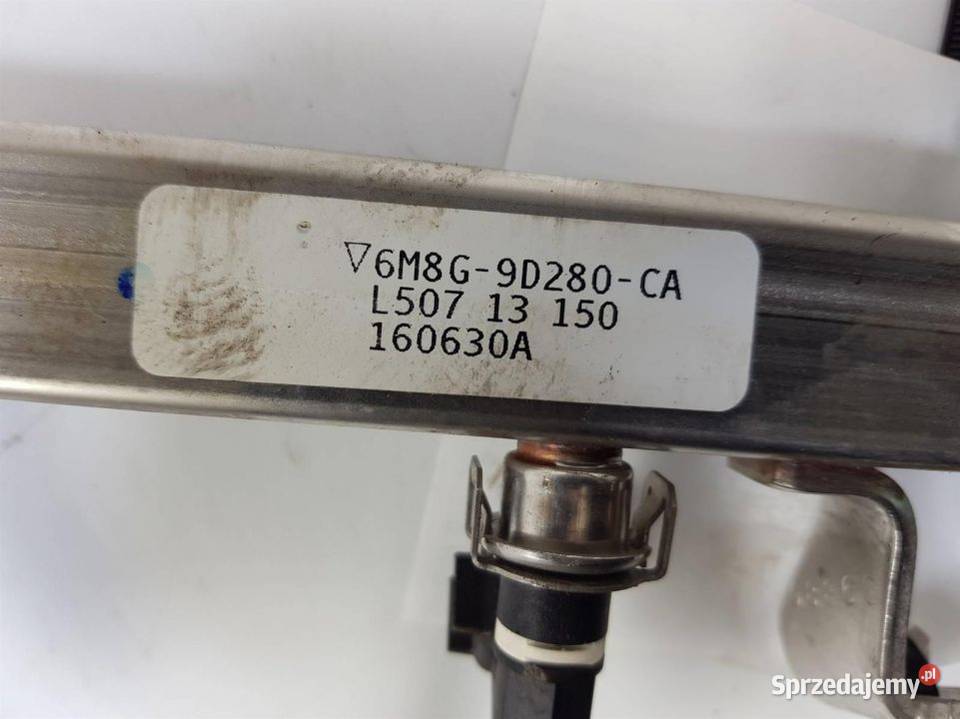 ▽6M8G-9D280-CA
L507 13 150
160630A
Sprzedajemy.pl